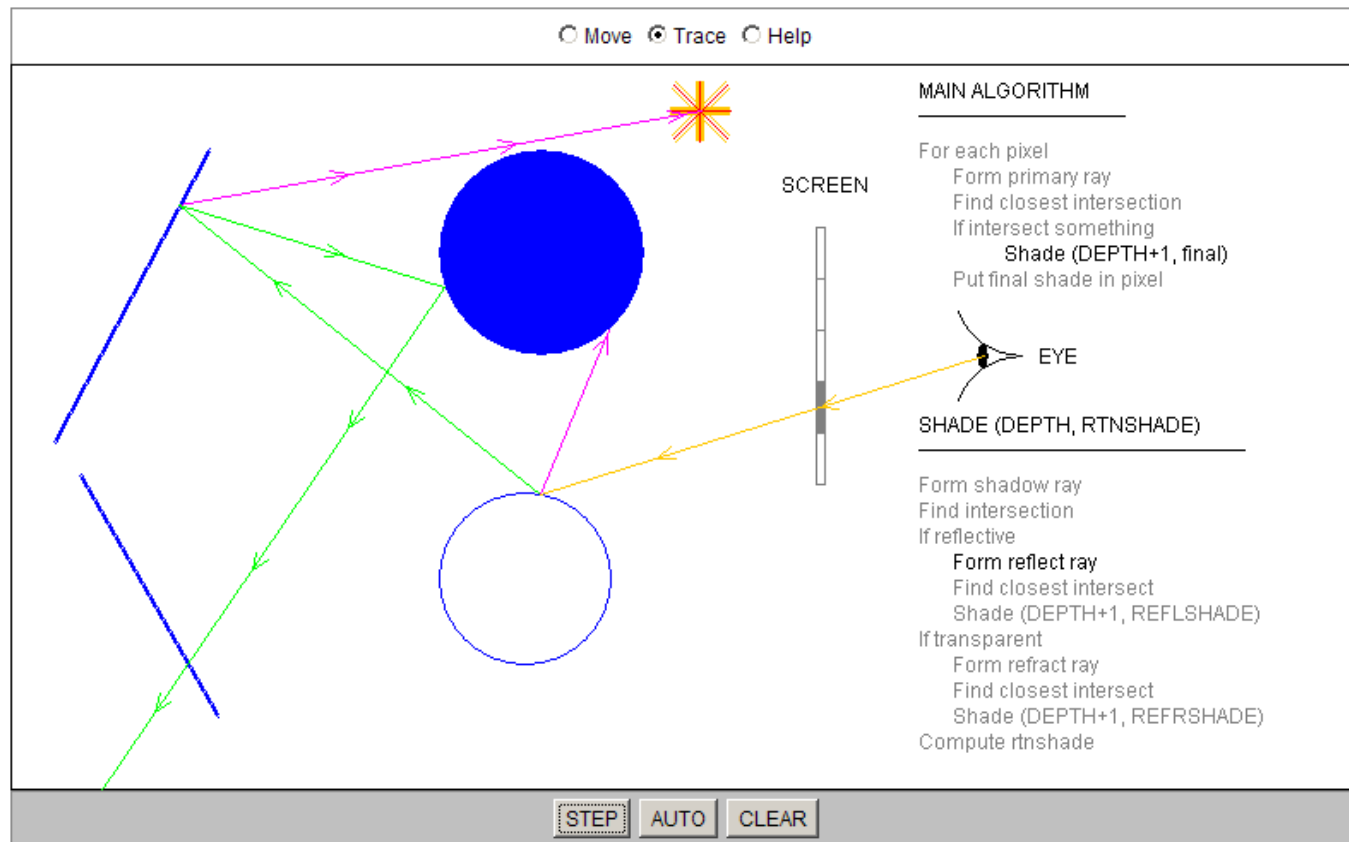 Move Trace Help
MAIN ALGORITHM
For each pixel
Form primary ray
Find closest intersection
If intersect something
Shade (DEPTH+1, final)
Put final shade in pixel
SCREEN
EYE
SHADE (DEPTH, RTNSHADE)
Form shadow ray
Find intersection
If reflective
Form reflect ray
Find closest intersect
Shade (DEPTH+1, REFLSHADE)
If transparent
Form refract ray
Find closest intersect
Shade (DEPTH+1, REFRSHADE)
Compute rtnshade
STEP AUTO CLEAR